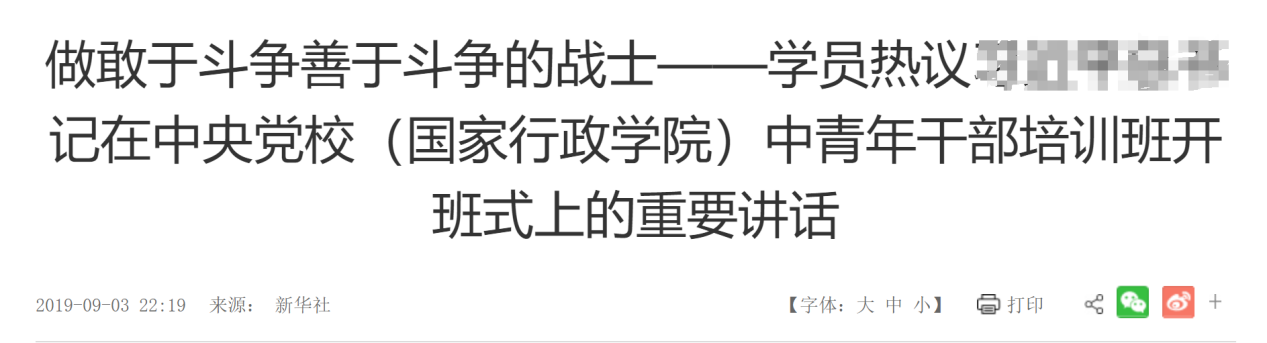 做敢于斗争善于斗争的战士——学员热议
记在中央党校（国家行政学院）中青年干部培训班开
班式上的重要讲话
2019-09-03 22:19 来源： 新华社 【字体：大 中 小】 打印 +